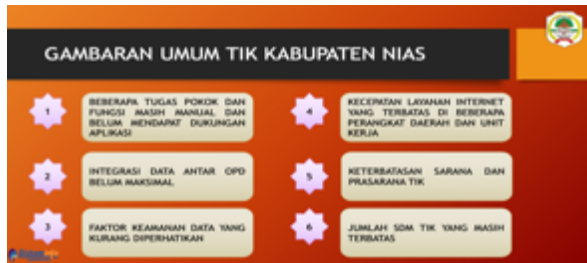 GAMBARAN UMUM TIK KABUPATEN NIAS
1
BEBERAPA TUGAS POKOK DAN
FUNGSI MASIH MANUAL DAN
BELUM MENDAPAT DUKUNGAN
APLIKASI
2
INTEGRASI DATA ANTAR OPD
BELUM MAKSIMAL
3
FAKTOR KEAMANAN DATA YANG
KURANG DIPERHATIKAN
4
KECEPATAN LAYANAN INTERNET
YANG TERBATAS DI BEBERAPA
PERANGKAT DAERAH DAN UNIT
KERJA
5
KETERBATASAN SARANA DAN
PRASARANA TIK
6
JUMLAH SDM TIK YANG MASIH
TERBATAS